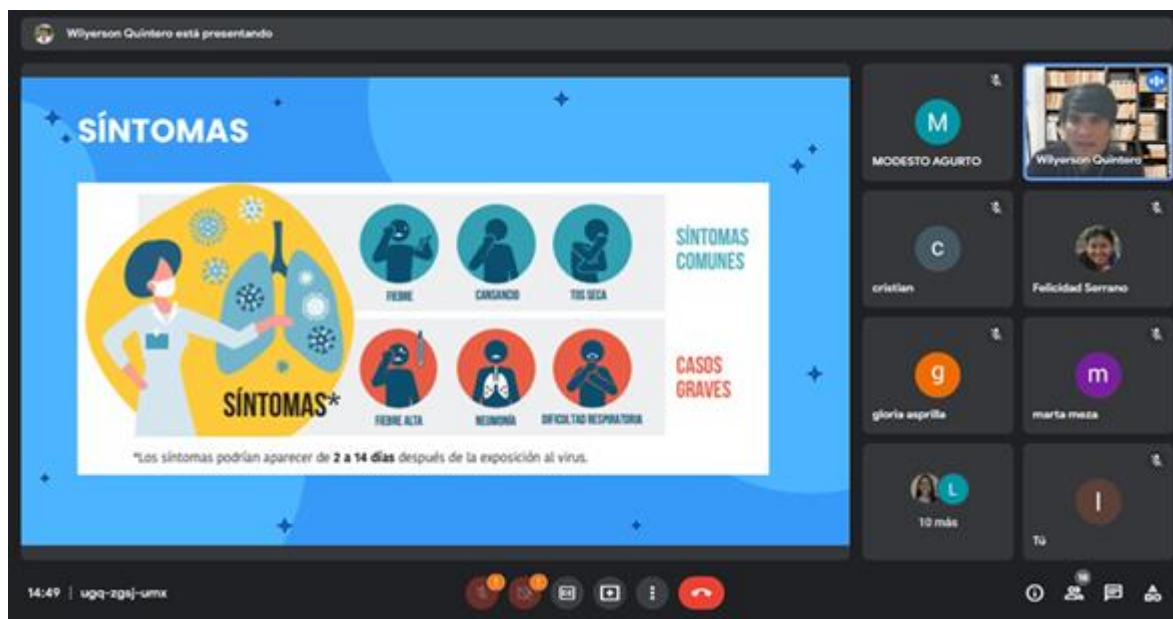 Wilyerson Quintero está presentando
SÍNTOMAS
FIEBRE
CANSANCIO
TOS SECA
SÍNTOMAS
COMUNES
SÍNTOMAS*
FIEBRE ALTA
NEUMONÍA
DIFICULTAD RESPIRATORIA
CASOS
GRAVES
*Los síntomas podrían aparecer de 2 a 14 días después de la exposición al virus.
M
MODESTO AGURTO
Wilyerson Quintero
c
cristian
Felicidad Serrano
g
gloria asprilla
m
marta meza
L
10 más
I
Tú
14:49 | ugq-zgsj-umx